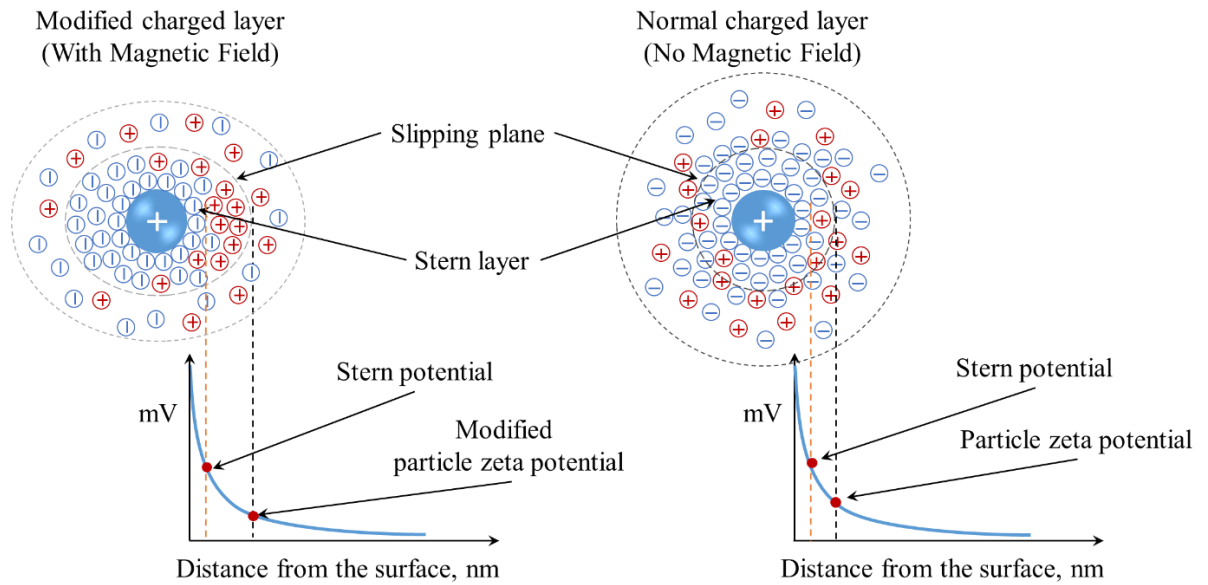 Modified charged layer
(With Magnetic Field)
Normal charged layer
(No Magnetic Field)
Slipping plane
Stern layer
+
+
mV
Stern potential
Modified
particle zeta potential
Distance from the surface, nm
mV
Stern potential
Particle zeta potential
Distance from the surface, nm